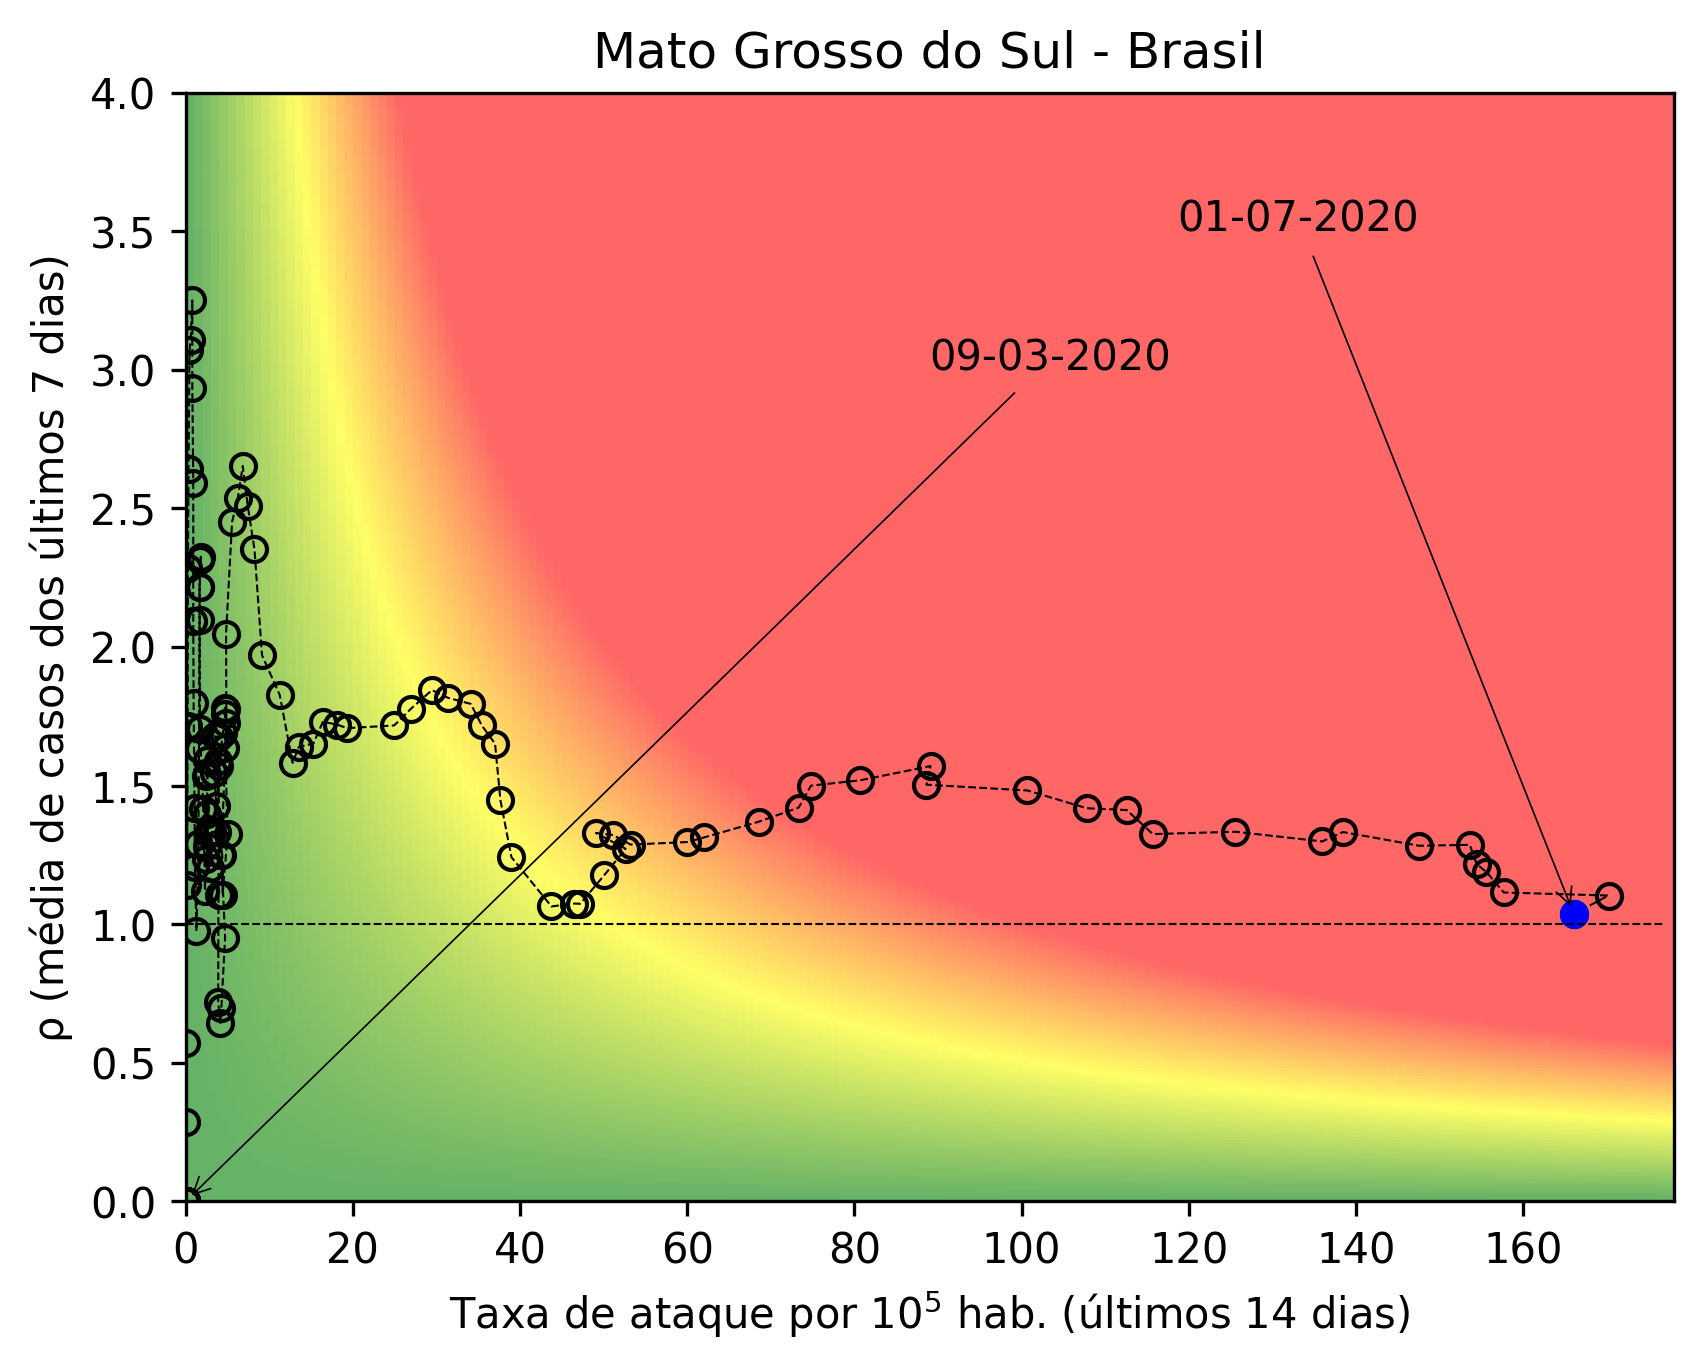 Mato Grosso do Sul - Brasil
4.0
3.5
3.0
2.5
2.0
1.5
1.0
0.5
0.0
ρ (média de casos dos últimos 7 dias)
01-07-2020
09-03-2020
0 20 40 60 80 100 120 140 160
Taxa de ataque por 10⁵ hab. (últimos 14 dias)